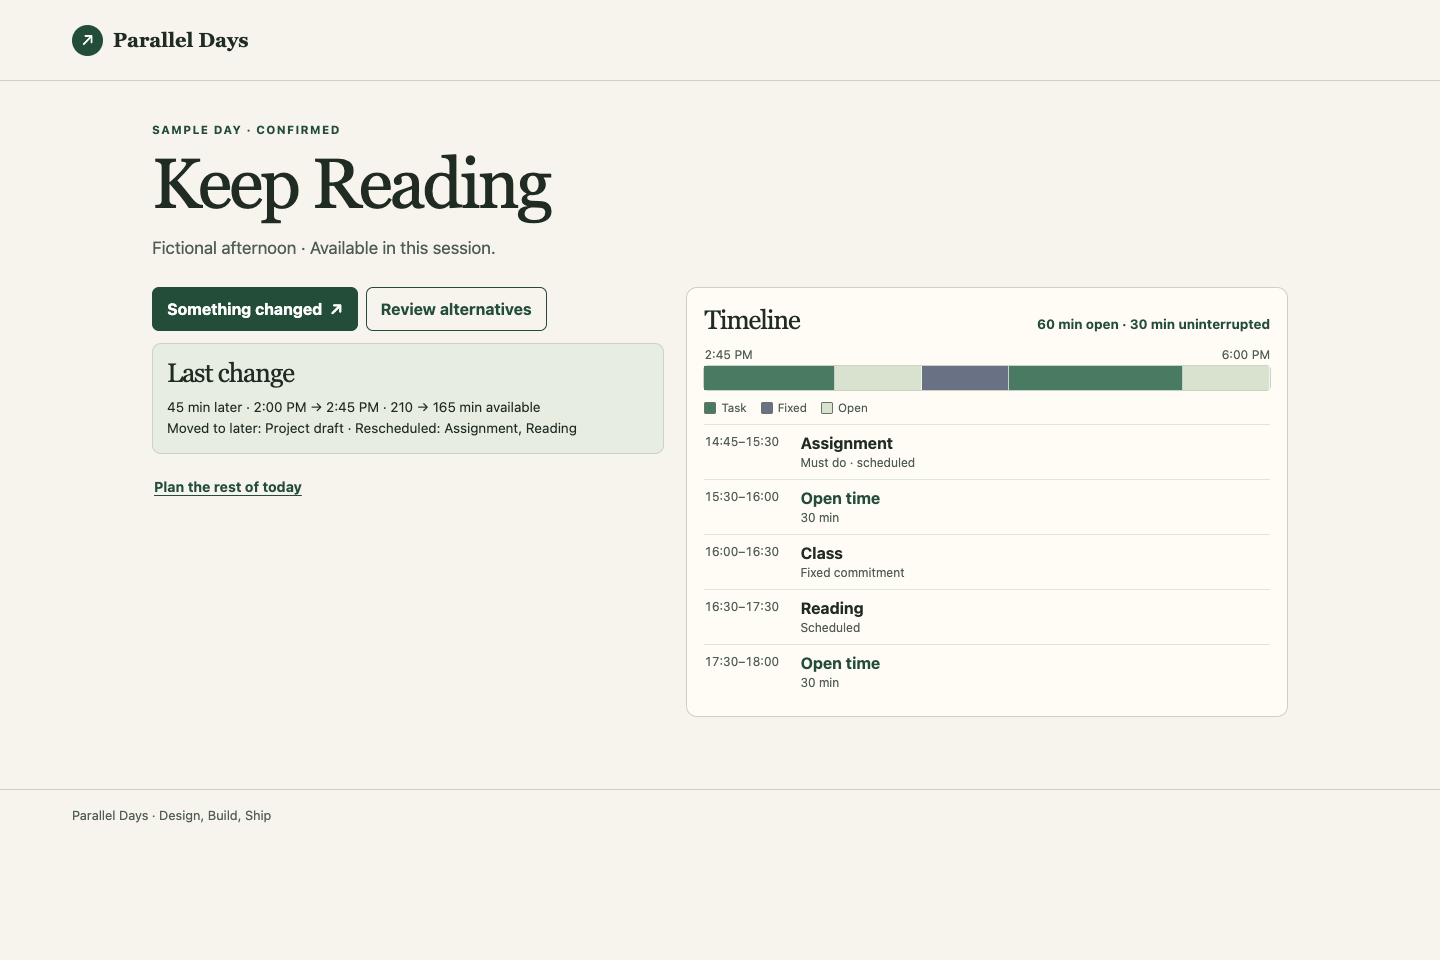 Parallel Days
SAMPLE DAY · CONFIRMED
Keep Reading
Fictional afternoon · Available in this session.
Something changed ↗
Review alternatives
Last change
45 min later · 2:00 PM → 2:45 PM · 210 → 165 min available
Moved to later: Project draft · Rescheduled: Assignment, Reading
Plan the rest of today
Timeline
60 min open · 30 min uninterrupted
2:45 PM
6:00 PM
Task
Fixed
Open
14:45–15:30
Assignment
Must do · scheduled
15:30–16:00
Open time
30 min
16:00–16:30
Class
Fixed commitment
16:30–17:30
Reading
Scheduled
17:30–18:00
Open time
30 min
Parallel Days · Design, Build, Ship